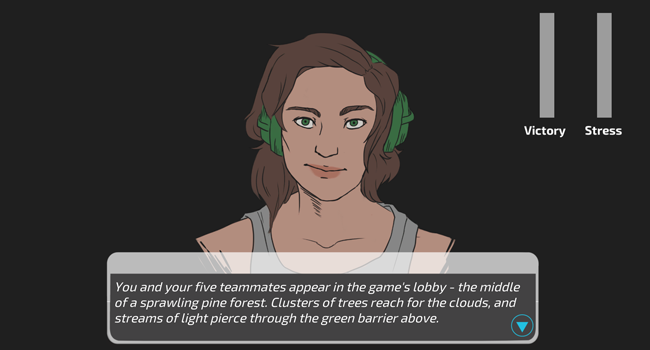 Victory Stress
You and your five teammates appear in the game's lobby - the middle
of a sprawling pine forest. Clusters of trees reach for the clouds, and
streams of light pierce through the green barrier above.